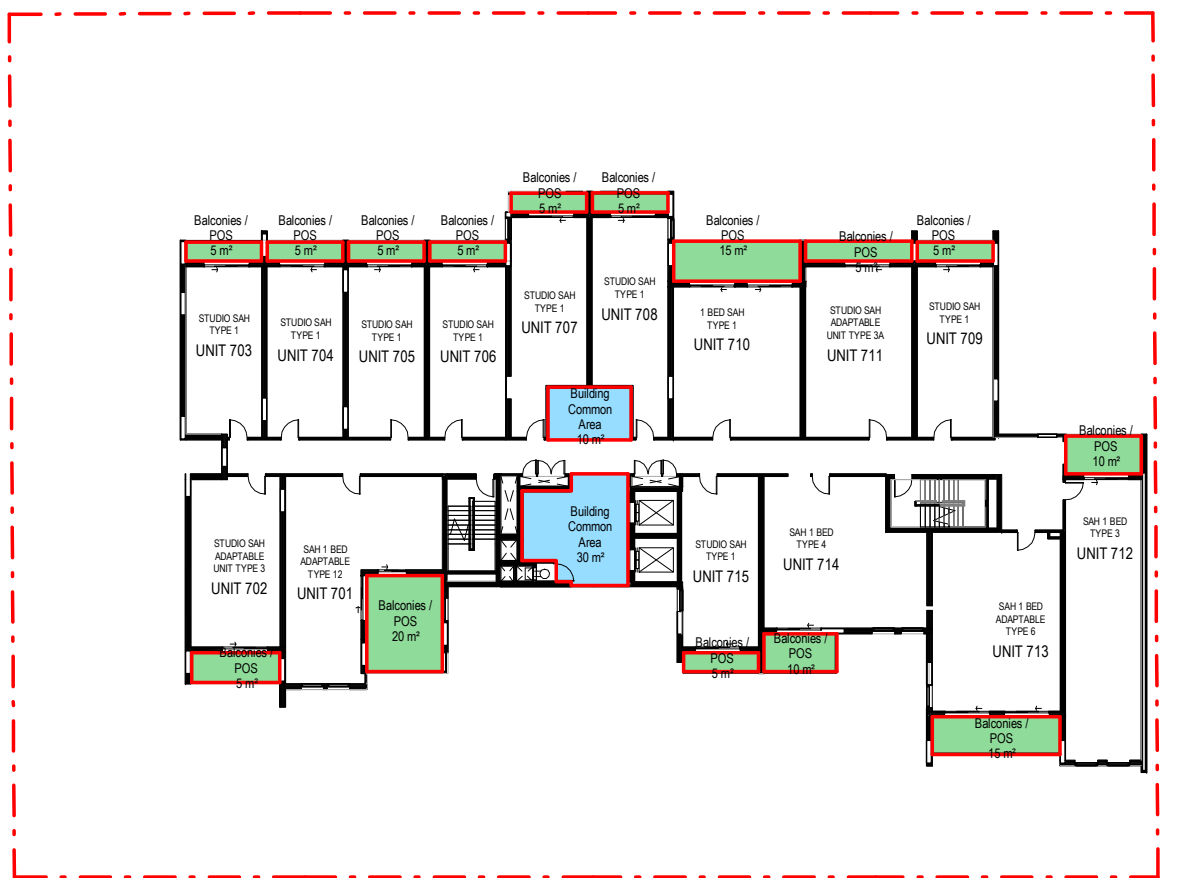 Balconies /
POS
5 m²
Balconies /
POS
5 m²
Balconies /
POS
5 m²
Balconies /
POS
5 m²
Balconies /
POS
5 m²
Balconies /
POS
5 m²
Balconies /
POS
15 m²
Balconies /
POS
5 m²
Balconies /
POS
5 m²
STUDIO SAH
TYPE 1
UNIT 703
STUDIO SAH
TYPE 1
UNIT 704
STUDIO SAH
TYPE 1
UNIT 705
STUDIO SAH
TYPE 1
UNIT 706
STUDIO SAH
TYPE 1
UNIT 707
STUDIO SAH
TYPE 1
UNIT 708
1 BED SAH
TYPE 1
UNIT 710
STUDIO SAH
ADAPTABLE
UNIT TYPE 3A
UNIT 711
STUDIO SAH
TYPE 1
UNIT 709
Building
Common
Area
10 m²
Balconies /
POS
10 m²
STUDIO SAH
ADAPTABLE
UNIT TYPE 3
UNIT 702
SAH 1 BED
ADAPTABLE
TYPE 12
UNIT 701
Building
Common
Area
30 m²
STUDIO SAH
TYPE 1
UNIT 715
SAH 1 BED
TYPE 4
UNIT 714
SAH 1 BED
TYPE 3
UNIT 712
SAH 1 BED
ADAPTABLE
TYPE 6
UNIT 713
Balconies /
POS
20 m²
Balconies /
POS
5 m²
Balconies /
POS
5 m²
Balconies /
POS
10 m²
Balconies /
POS
15 m²